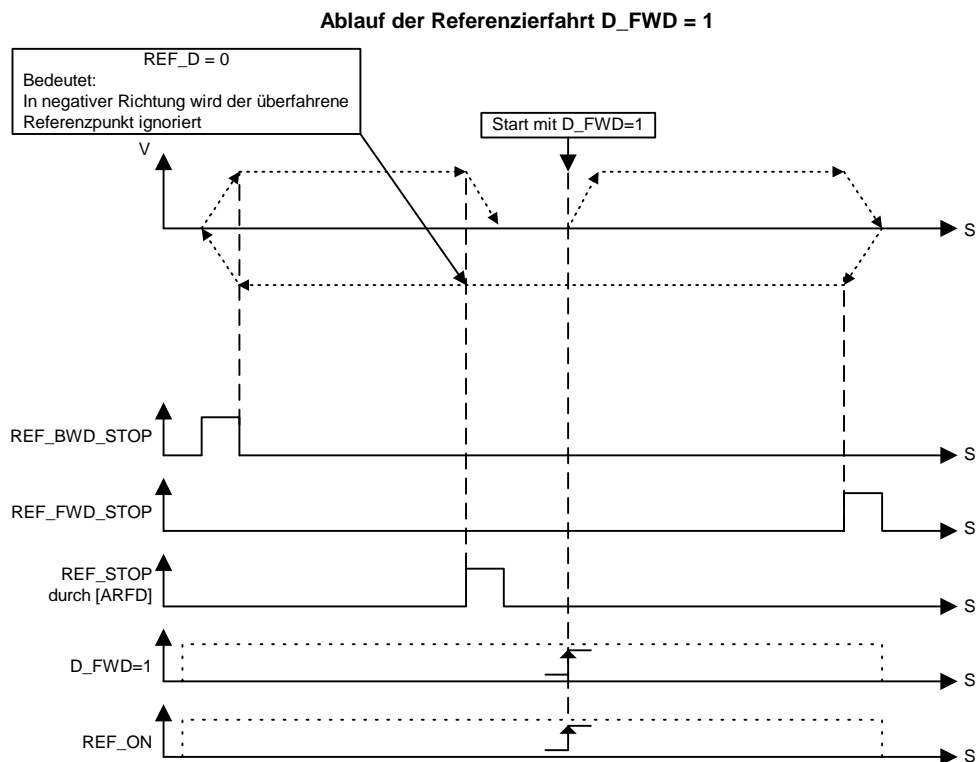 Ablauf der Referenzierfahrt D_FWD = 1
REF_D = 0
Bedeutet:
In negativer Richtung wird der überfahrene
Referenzpunkt ignoriert
Start mit D_FWD=1
V
S
REF_BWD_STOP
S
REF_FWD_STOP
S
REF_STOP
durch [ARFD]
S
D_FWD=1
S
REF_ON
S